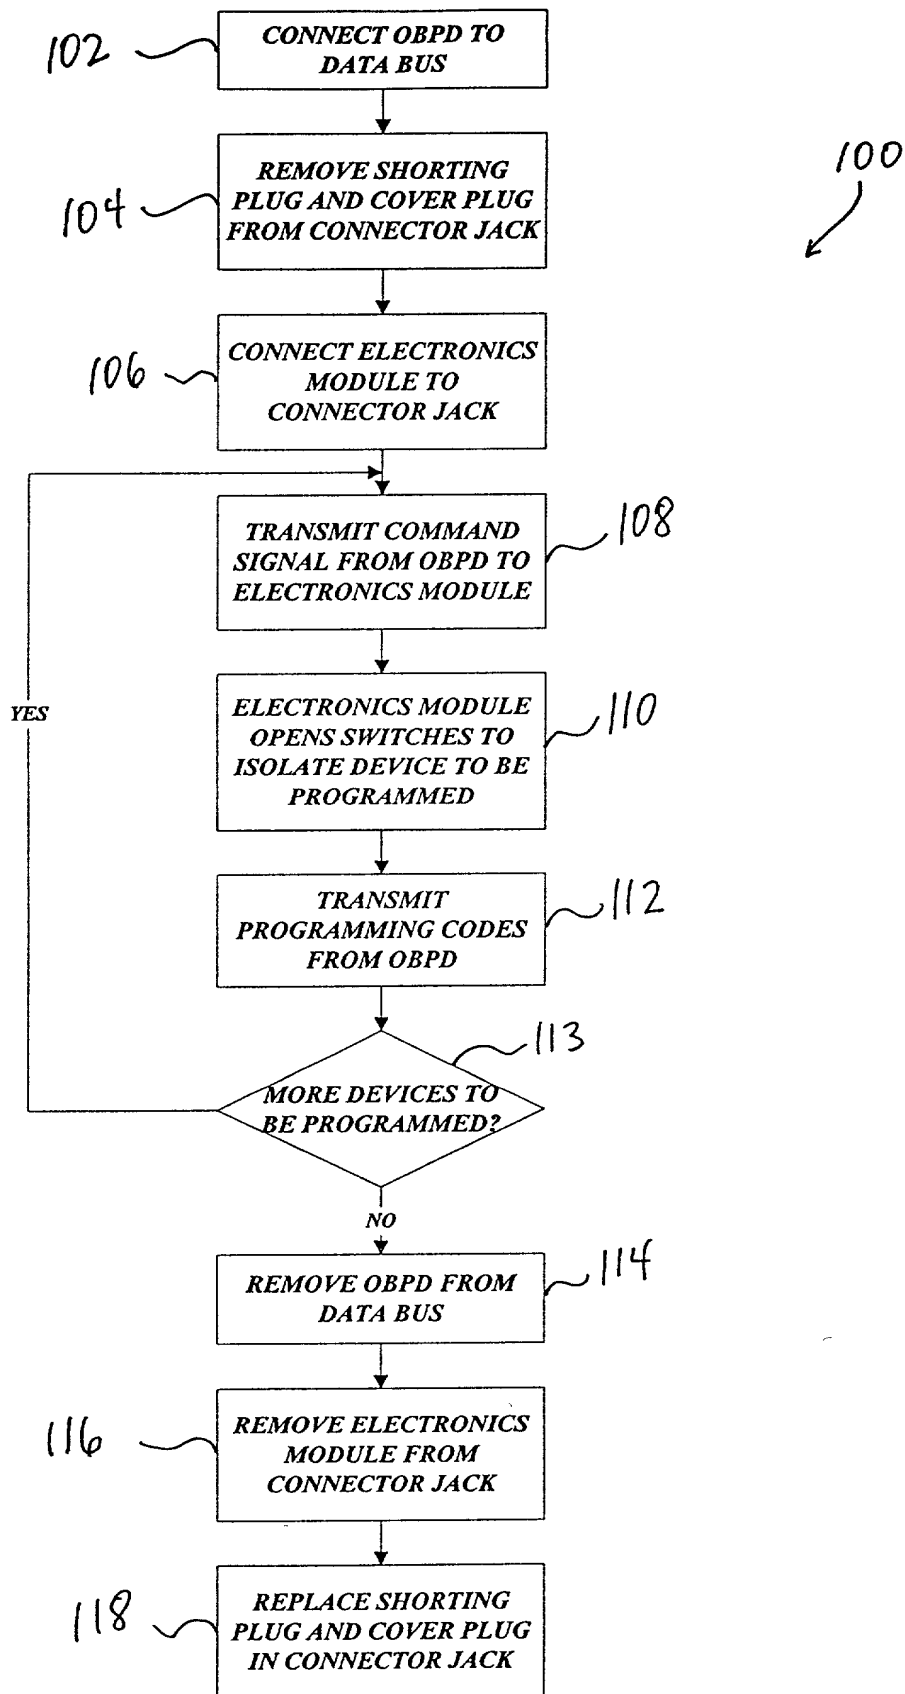 102
CONNECT OBPD TO
DATA BUS
100
104
REMOVE SHORTING
PLUG AND COVER PLUG
FROM CONNECTOR JACK
106
CONNECT ELECTRONICS
MODULE TO
CONNECTOR JACK
TRANSMIT COMMAND
SIGNAL FROM OBPD TO
ELECTRONICS MODULE
108
YES
ELECTRONICS MODULE
OPENS SWITCHES TO
ISOLATE DEVICE TO BE
PROGRAMMED
110
TRANSMIT
PROGRAMMING CODES
FROM OBPD
112
113
MORE DEVICES TO
BE PROGRAMMED?
NO
REMOVE OBPD FROM
DATA BUS
114
116
REMOVE ELECTRONICS
MODULE FROM
CONNECTOR JACK
118
REPLACE SHORTING
PLUG AND COVER PLUG
IN CONNECTOR JACK